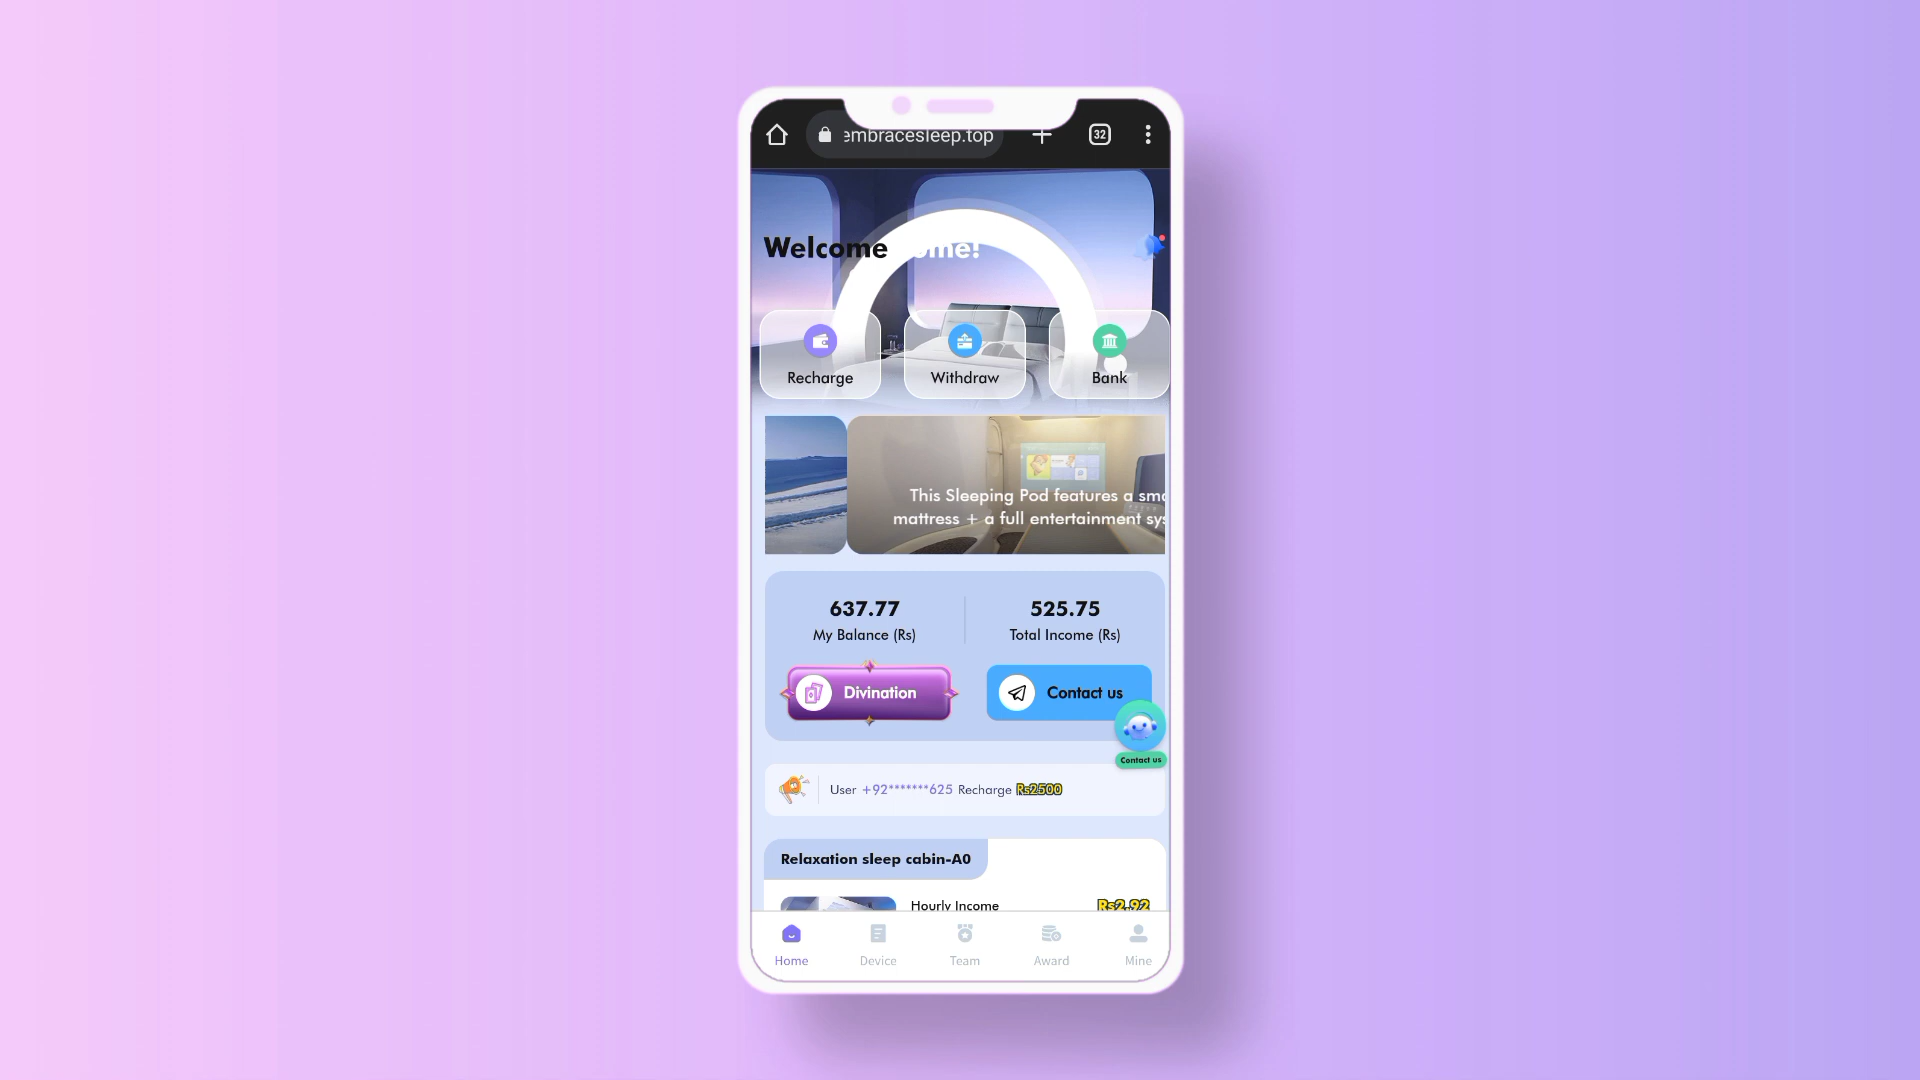 embracesleep.top
32
Welcome ome!
Recharge
Withdraw
Bank
This Sleeping Pod features a
mattress + a full entertainment
637.77
My Balance (Rs)
525.75
Total Income (Rs)
Divination
Contact us
Contact us
User +92*******625 Recharge Rs2500
Relaxation sleep cabin-A0
Hourly Income
Rs2.92
Home
Device
Team
Award
Mine